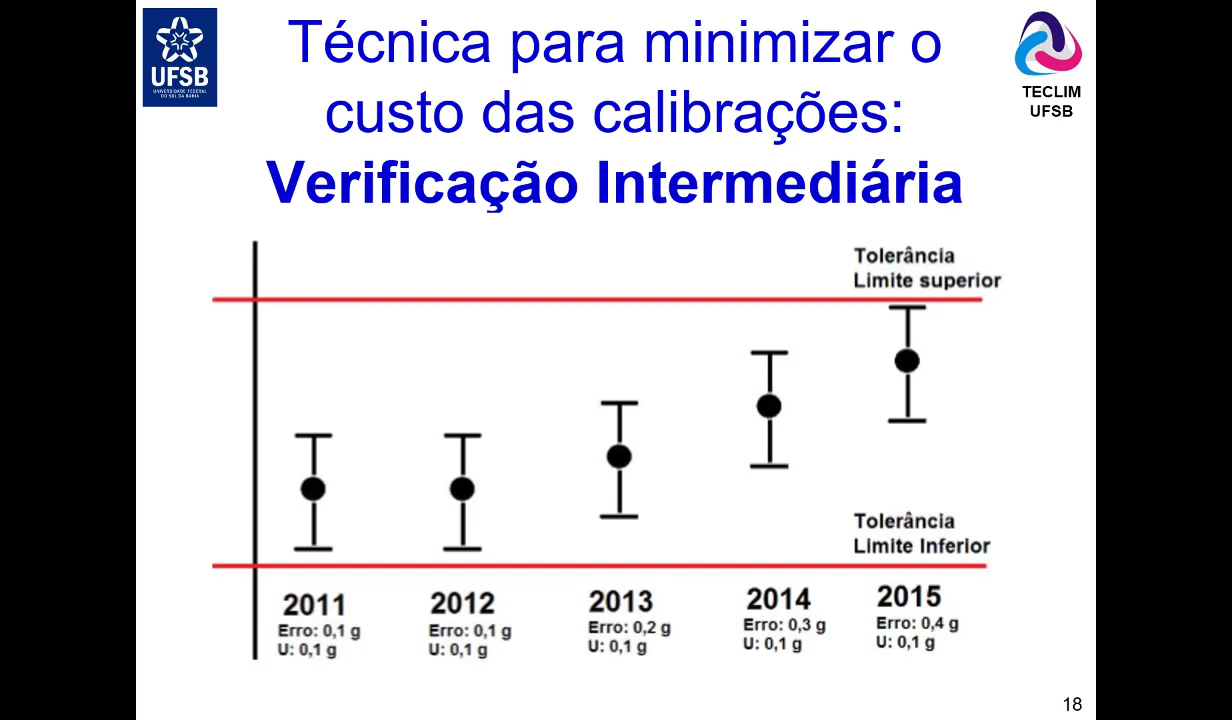 UFSB
UNIVERSIDADE FEDERAL
DO SUL DA BAHIA
Técnica para minimizar o
custo das calibrações:
Verificação Intermediária
TECLIM
UFSB
Tolerância
Limite superior
Tolerância
Limite Inferior
2011
Erro: 0,1 g
U: 0,1 g
2012
Erro: 0,1 g
U: 0,1 g
2013
Erro: 0,2 g
U: 0,1 g
2014
Erro: 0,3 g
U: 0,1 g
2015
Erro: 0,4 g
U: 0,1 g
18